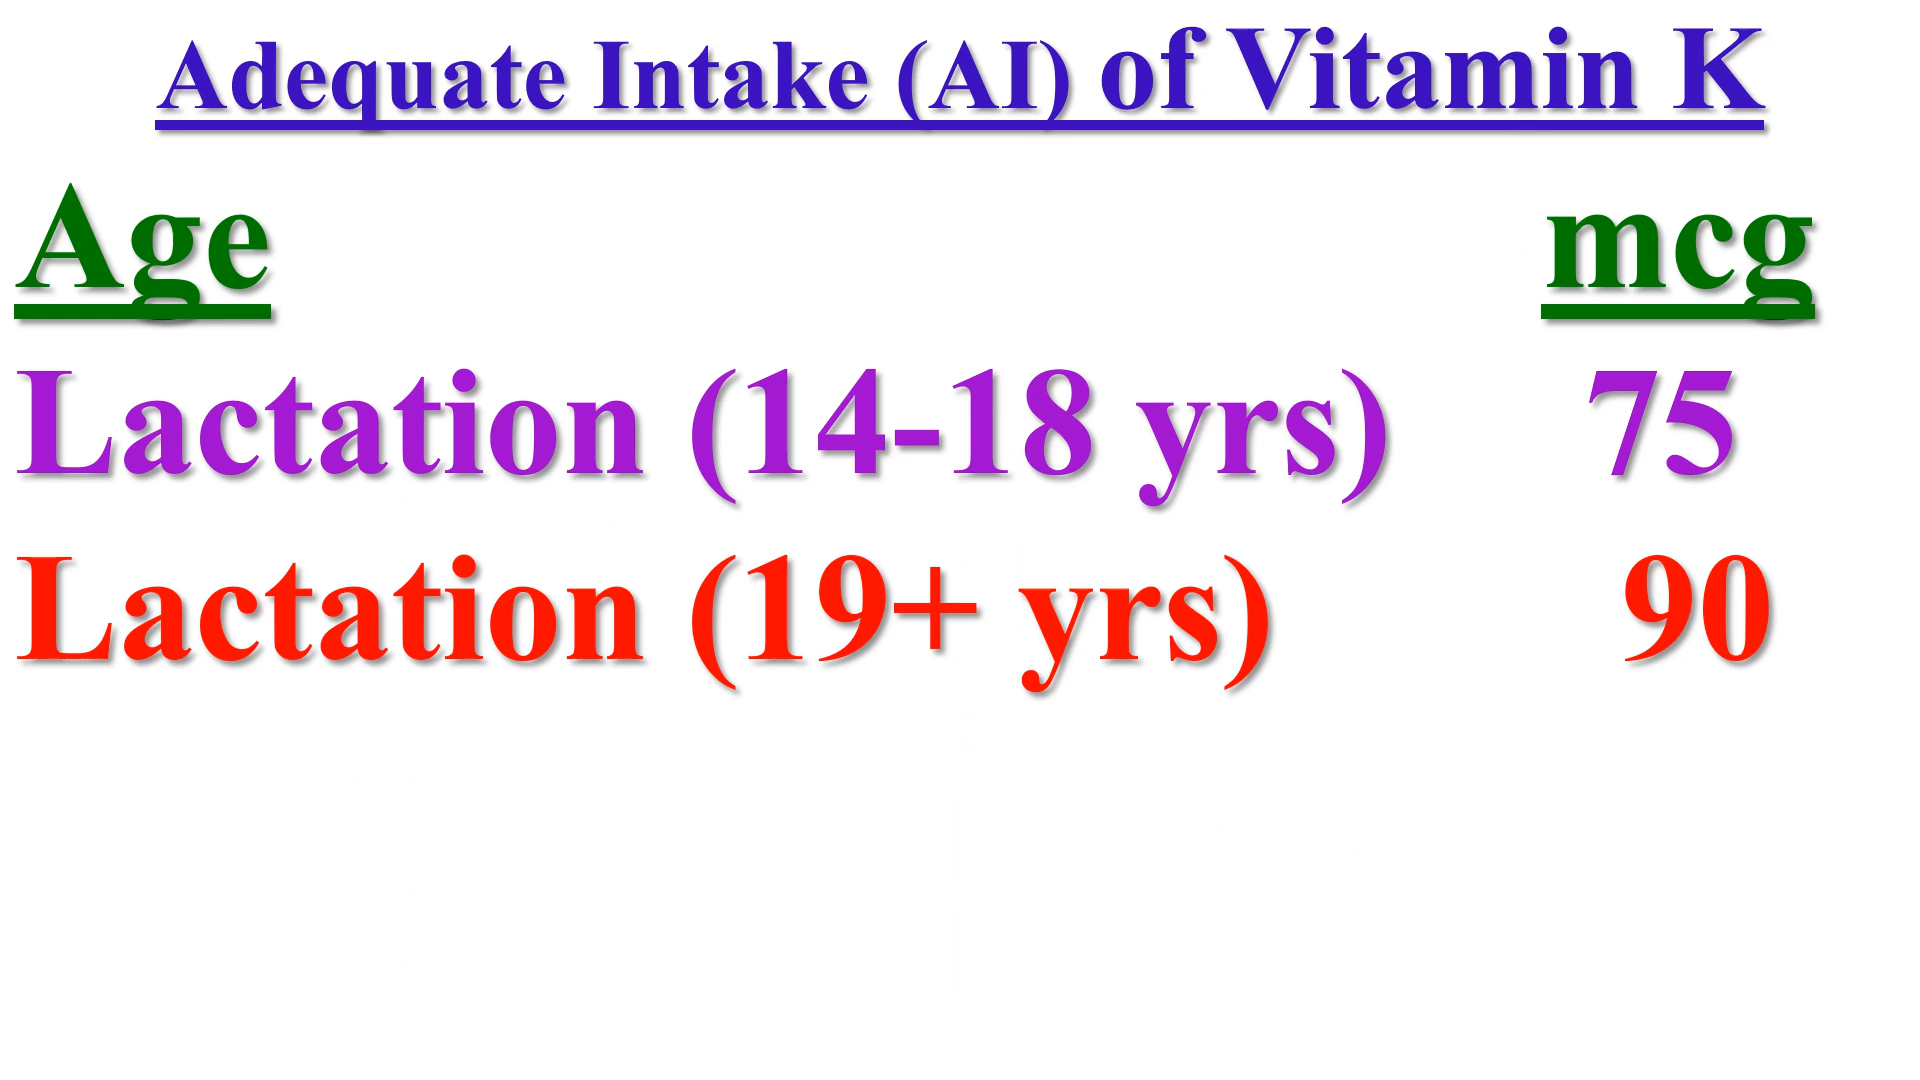 Adequate Intake (AI) of Vitamin K
Age mcg
Lactation (14-18 yrs) 75
Lactation (19+ yrs) 90